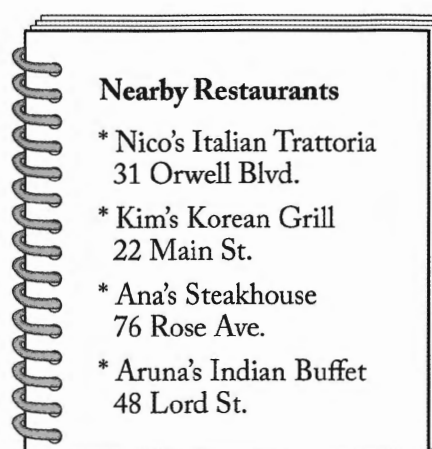 Nearby Restaurants
* Nico's Italian Trattoria
31 Orwell Blvd.
* Kim's Korean Grill
22 Main St.
* Ana's Steakhouse
76 Rose Ave.
* Aruna's Indian Buffet
48 Lord St.